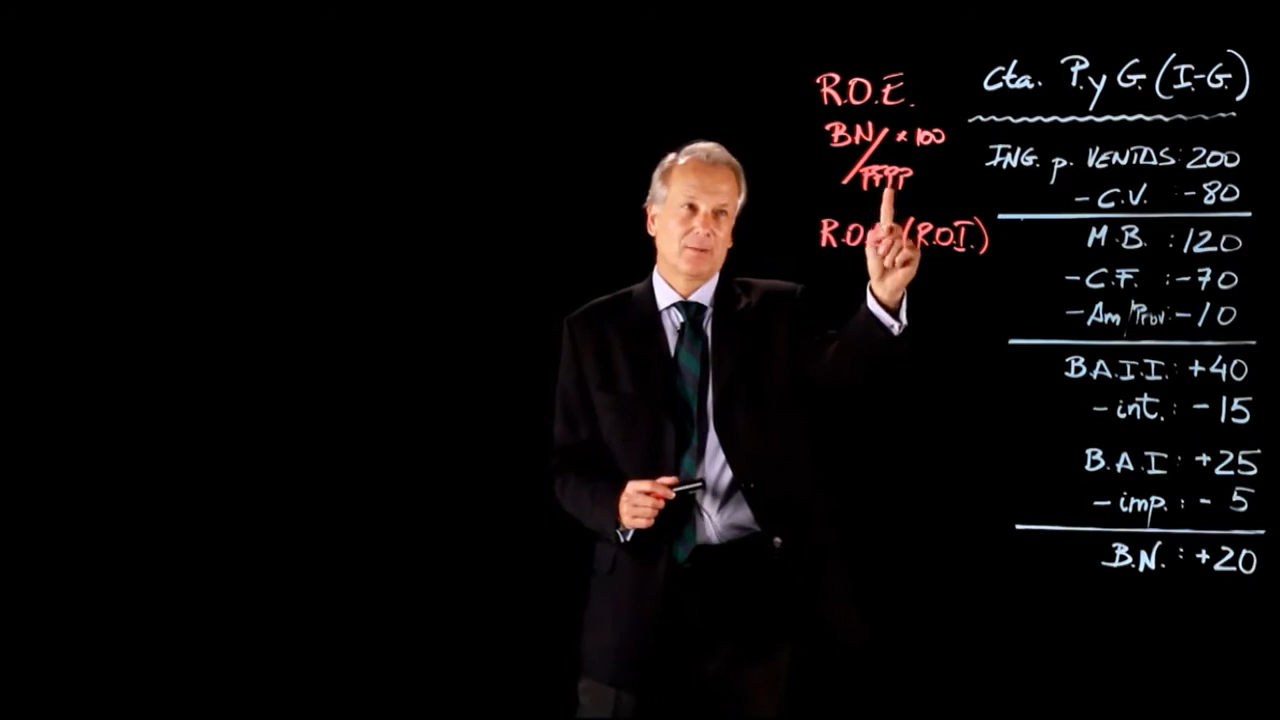 R.O.E.
BN/ x 100
FFPP
R.O. (R.O.I.)
Cta. P. y G. (I-G.)
ING. p. VENTAS: 200
- C.V. : -80
M.B. : 120
- C.F. : -70
- Am/Prov: -10
B.A.I.I. : +40
- int. : -15
B.A.I : +25
- imp. : - 5
B.N. : +20